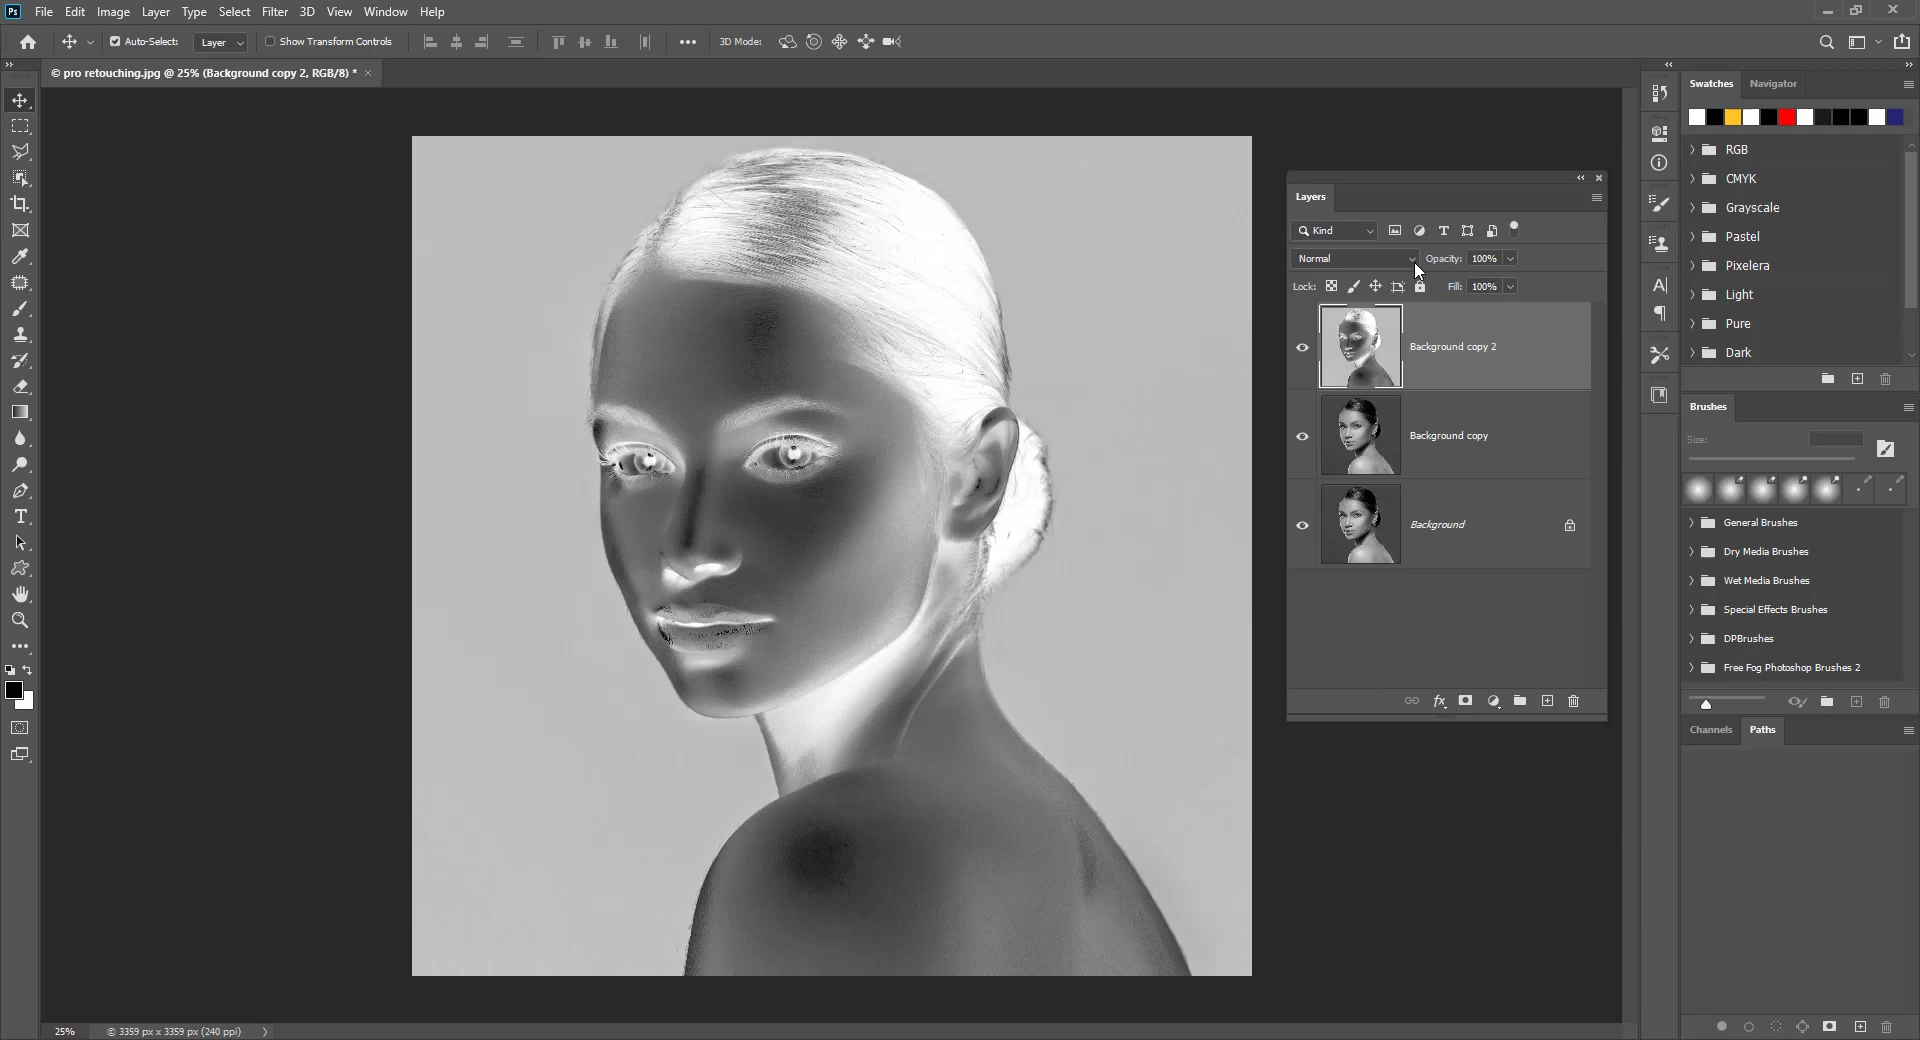 Ps File Edit Image Layer Type Select Filter 3D View Window Help
Auto-Select: Layer Show Transform Controls 3D Mode:
© pro retouching.jpg @ 25% (Background copy 2, RGB/8) * ×
Swatches Navigator
RGB
CMYK
Grayscale
Pastel
Pixelera
Light
Pure
Dark
Layers
Kind
Normal Opacity: 100%
Lock: Fill: 100%
Background copy 2
Background copy
Background
fx
Brushes
Size:
General Brushes
Dry Media Brushes
Wet Media Brushes
Special Effects Brushes
DPBrushes
Free Fog Photoshop Brushes 2
Channels Paths
25% © 3359 px x 3359 px (240 ppi)